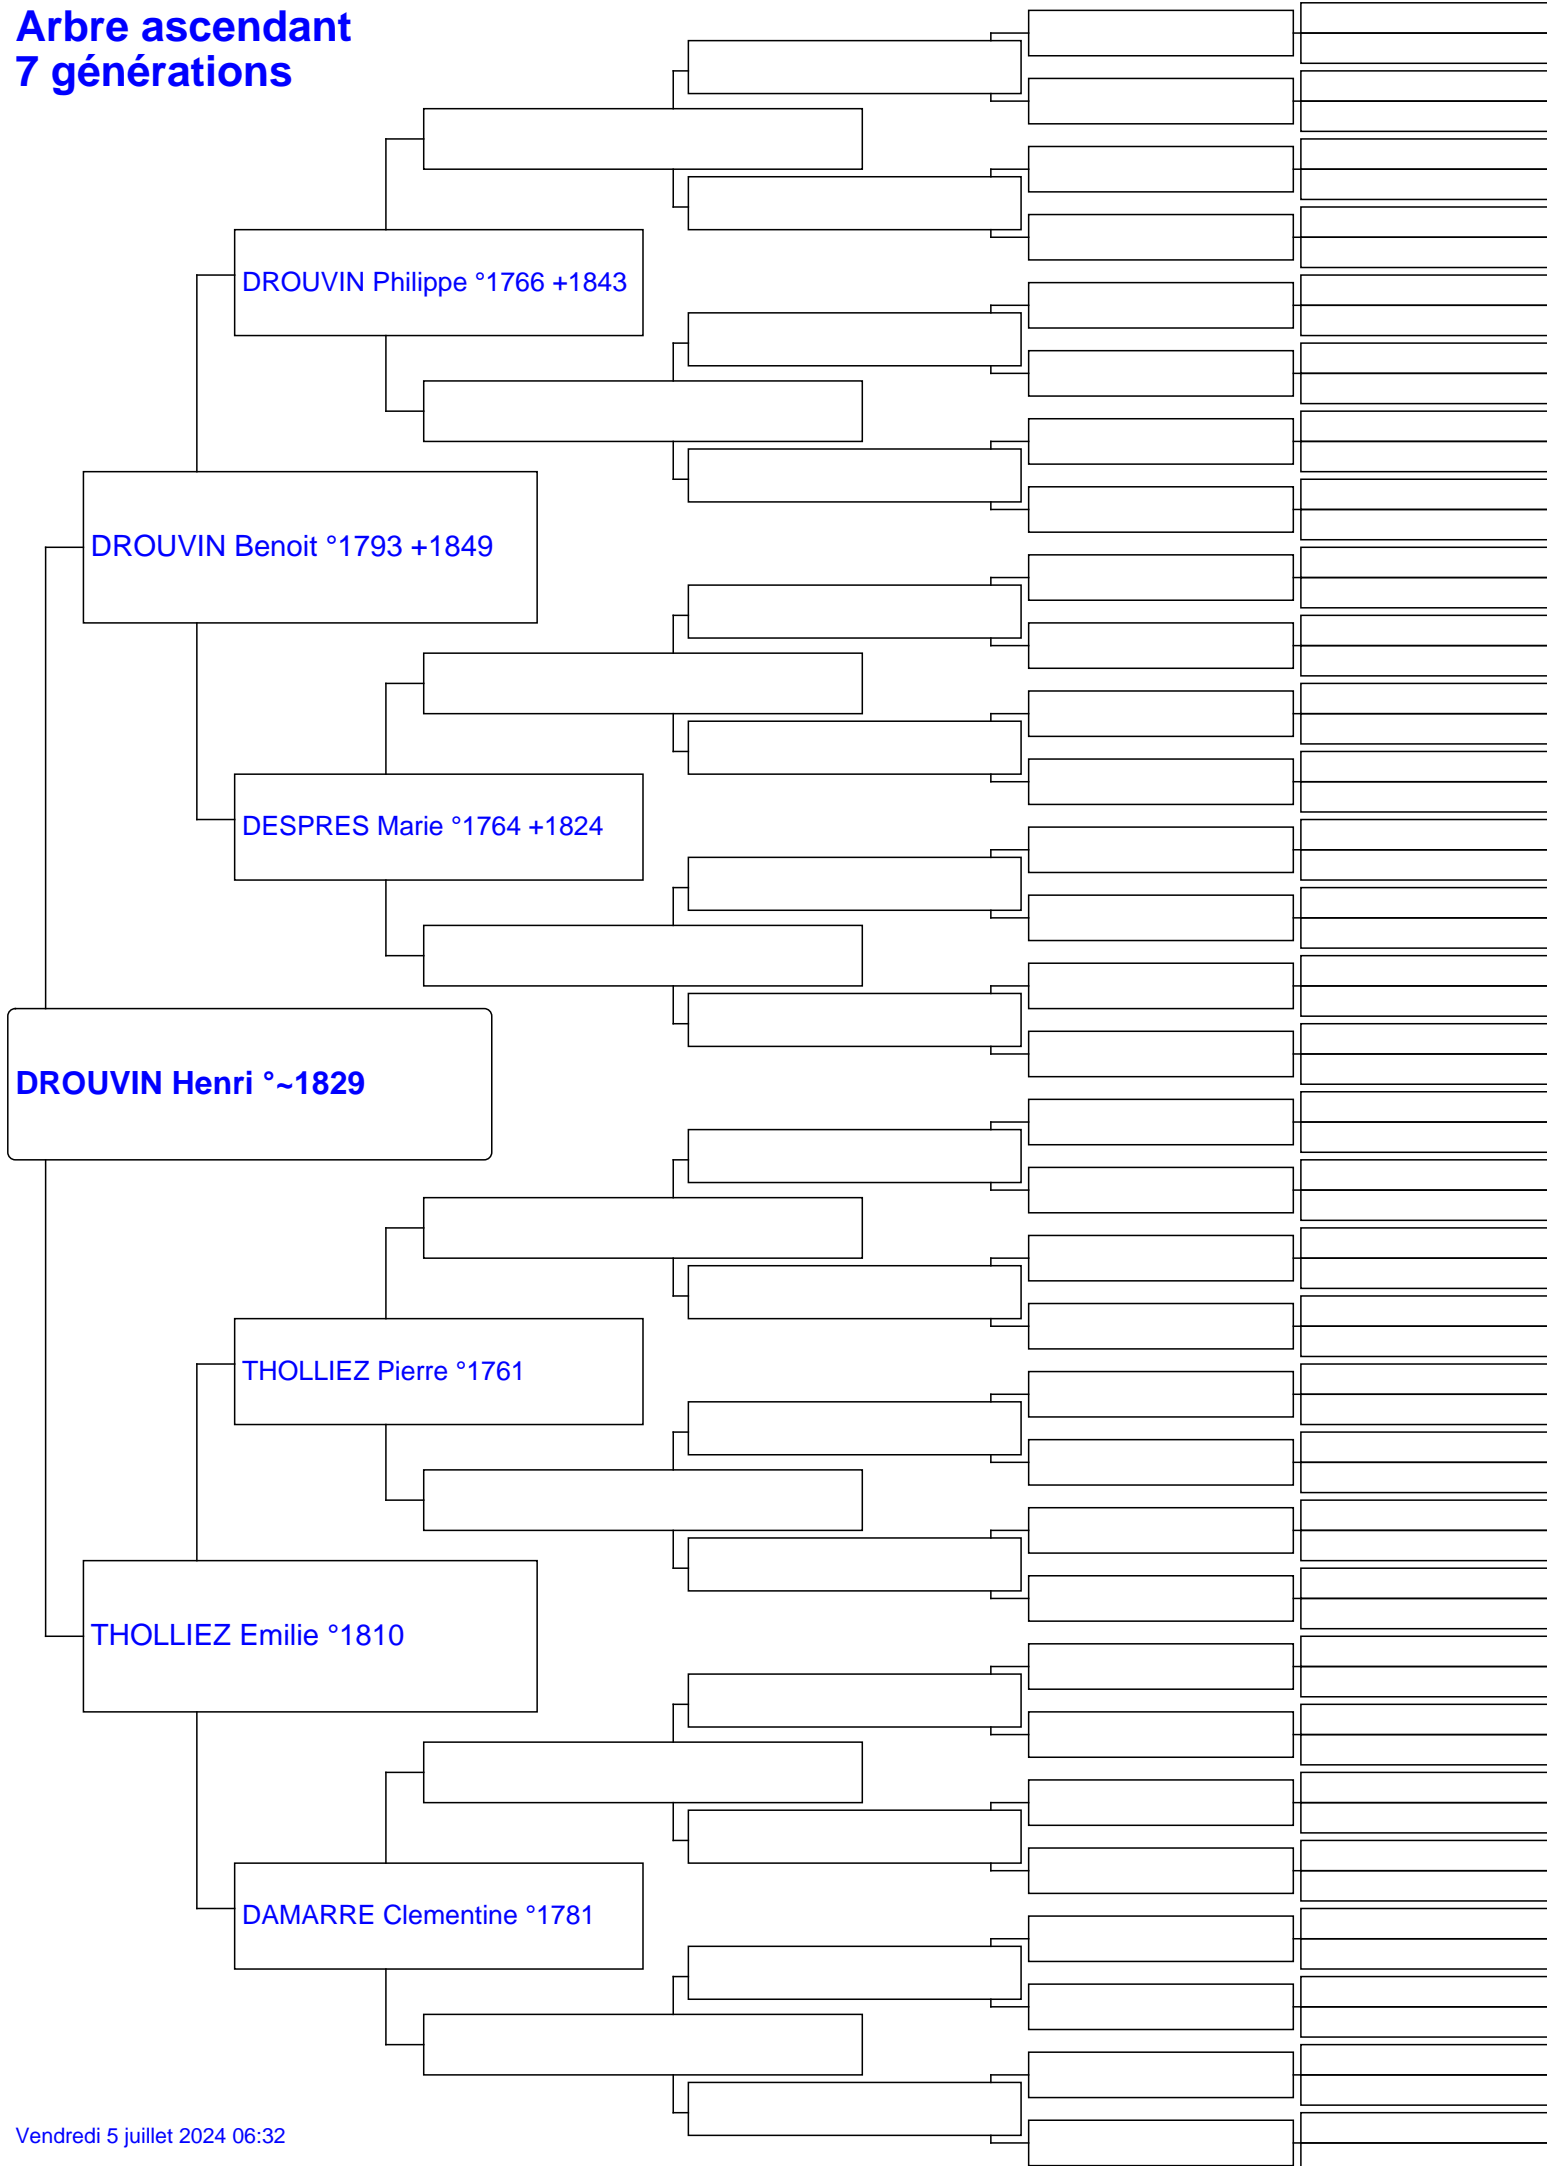 Arbre ascendant
7 générations
DROUVIN Philippe °1766 +1843
DROUVIN Benoit °1793 +1849
DESPRES Marie °1764 +1824
DROUVIN Henri °~1829
THOLLIEZ Pierre °1761
THOLLIEZ Emilie °1810
DAMARRE Clementine °1781
Vendredi 5 juillet 2024 06:32